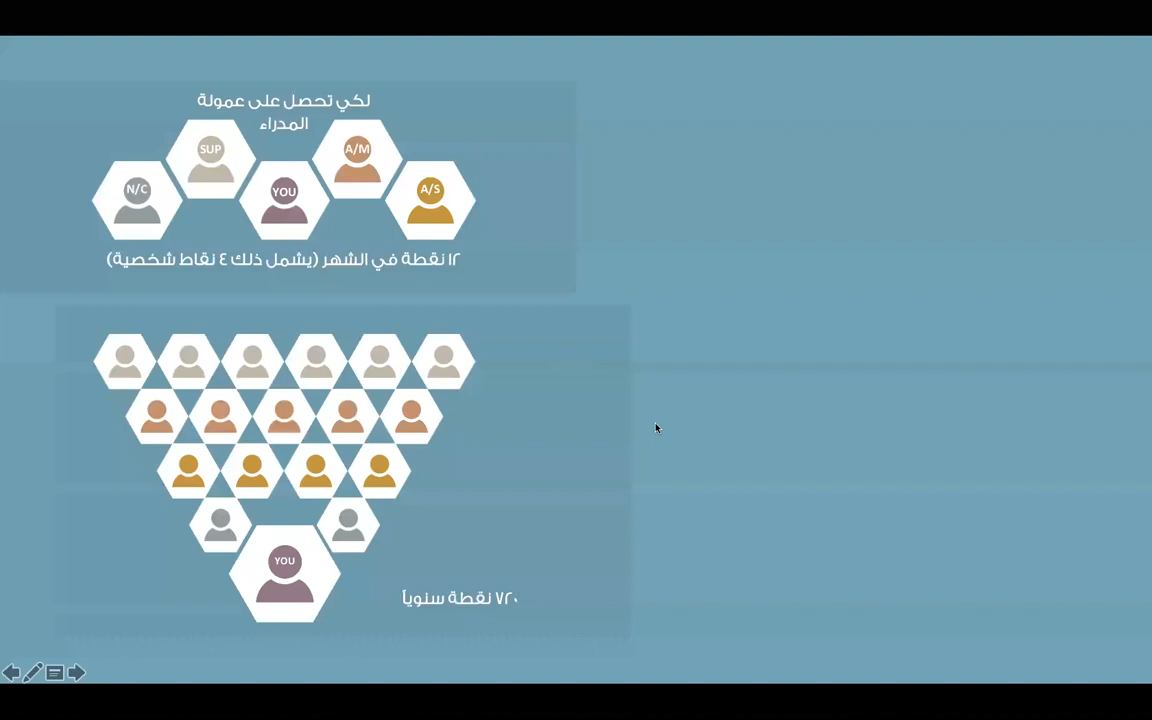 لكي تحصل على عمولة
المدراء
SUP
A/M
N/C
YOU
A/S
١٢ نقطة في الشهر (يشمل ذلك ٤ نقاط شخصية)
YOU
٧٢٠ نقطة سنوياً